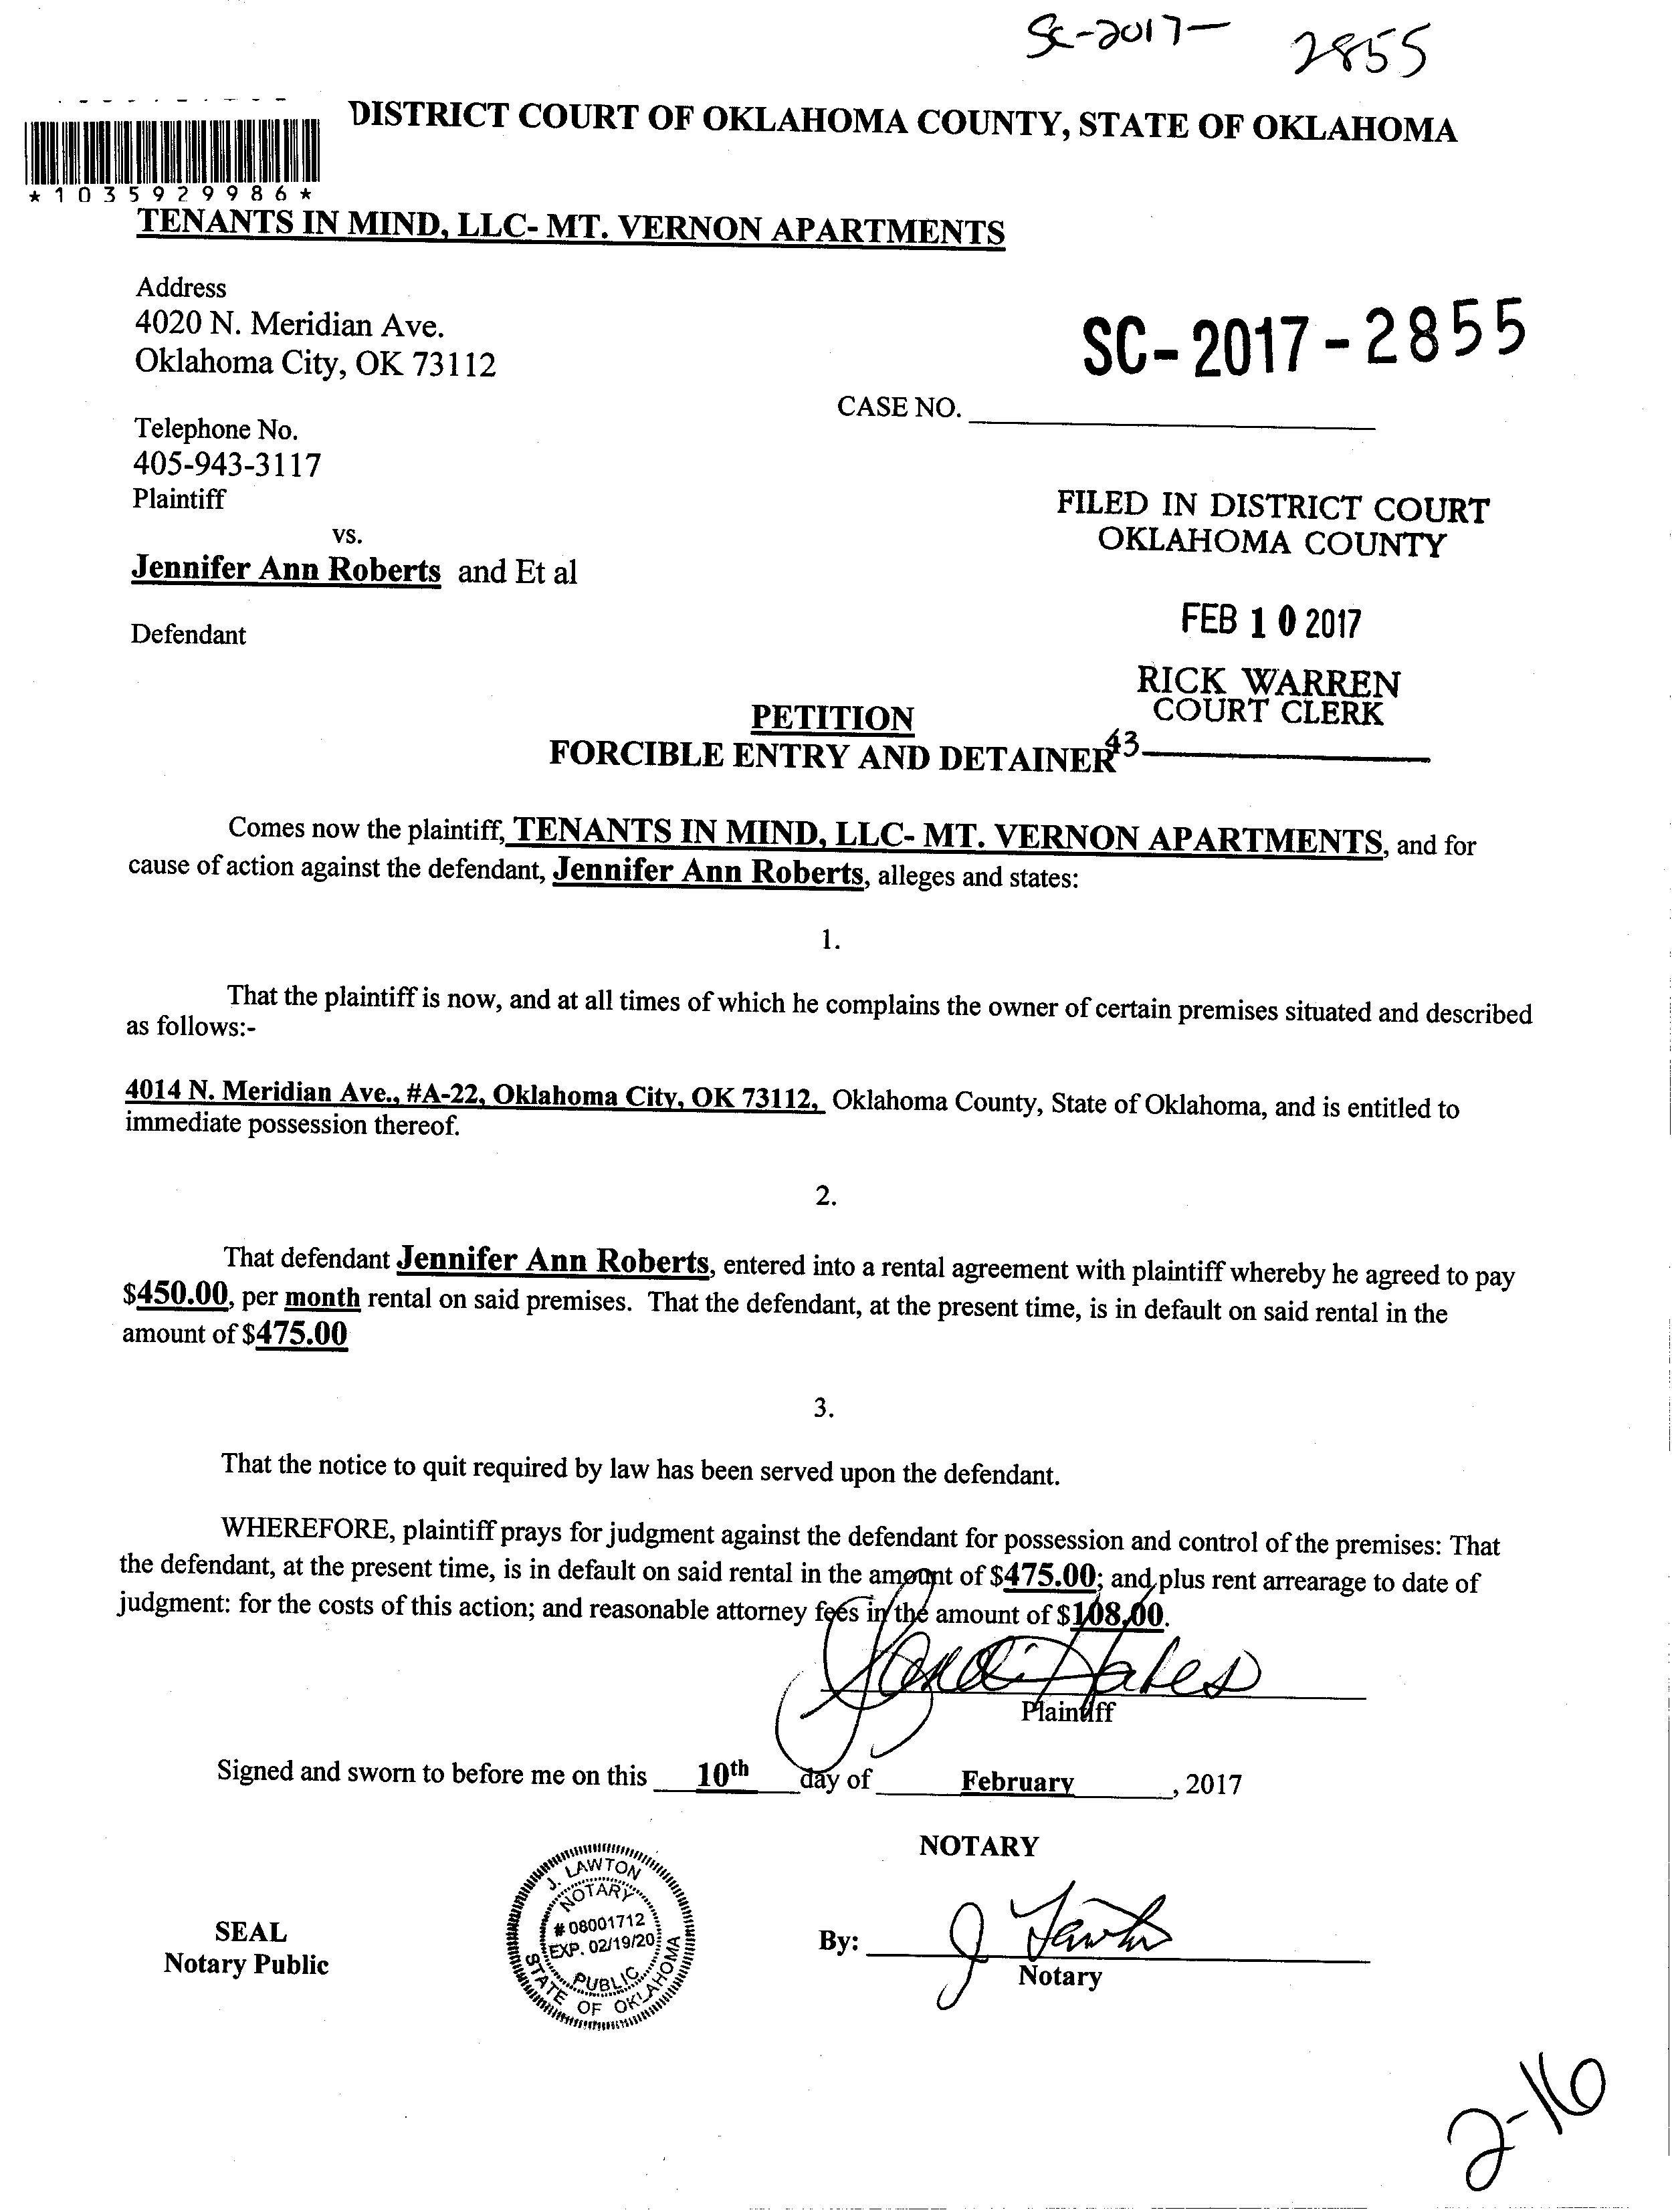 SC-2017- 2855
DISTRICT COURT OF OKLAHOMA COUNTY, STATE OF OKLAHOMA
*1035929986*
TENANTS IN MIND, LLC- MT. VERNON APARTMENTS
Address
4020 N. Meridian Ave.
Oklahoma City, OK 73112
SC-2017-2855
CASE NO.
Telephone No.
405-943-3117
Plaintiff
FILED IN DISTRICT COURT
OKLAHOMA COUNTY
vs.
Jennifer Ann Roberts and Et al
FEB 10 2017
Defendant
RICK WARREN
COURT CLERK
43
PETITION
FORCIBLE ENTRY AND DETAINER
Comes now the plaintiff, TENANTS IN MIND, LLC- MT. VERNON APARTMENTS, and for
cause of action against the defendant, Jennifer Ann Roberts, alleges and states:
1.
That the plaintiff is now, and at all times of which he complains the owner of certain premises situated and described
as follows:-
4014 N. Meridian Ave., #A-22, Oklahoma City, OK 73112, Oklahoma County, State of Oklahoma, and is entitled to
immediate possession thereof.
2.
That defendant Jennifer Ann Roberts, entered into a rental agreement with plaintiff whereby he agreed to pay
$450.00, per month rental on said premises. That the defendant, at the present time, is in default on said rental in the
amount of $475.00
3.
That the notice to quit required by law has been served upon the defendant.
WHEREFORE, plaintiff prays for judgment against the defendant for possession and control of the premises: That
the defendant, at the present time, is in default on said rental in the amount of $475.00; and plus rent arrearage to date of
judgment: for the costs of this action; and reasonable attorney fees in the amount of $108.00.
Plaintiff
Signed and sworn to before me on this 10th day of February, 2017
NOTARY
J. LAWTON
NOTARY
# 08001712
EXP. 02/19/20
PUBLIC
STATE OF OKLAHOMA
SEAL
Notary Public
By: J Lawton
Notary
2-16